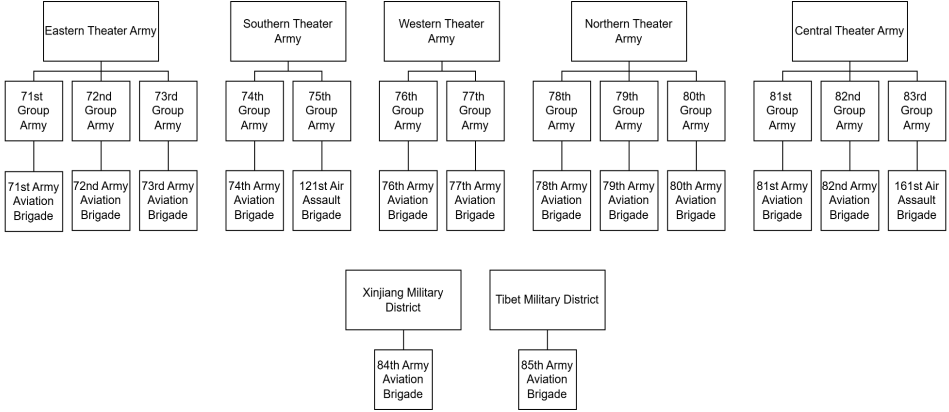 Eastern Theater Army
Southern Theater
Army
Western Theater
Army
Northern Theater
Army
Central Theater Army
71st
Group
Army
72nd
Group
Army
73rd
Group
Army
74th
Group
Army
75th
Group
Army
76th
Group
Army
77th
Group
Army
78th
Group
Army
79th
Group
Army
80th
Group
Army
81st
Group
Army
82nd
Group
Army
83rd
Group
Army
71st Army
Aviation
Brigade
72nd Army
Aviation
Brigade
73rd Army
Aviation
Brigade
74th Army
Aviation
Brigade
121st Air
Assault
Brigade
76th Army
Aviation
Brigade
77th Army
Aviation
Brigade
78th Army
Aviation
Brigade
79th Army
Aviation
Brigade
80th Army
Aviation
Brigade
81st Army
Aviation
Brigade
82nd Army
Aviation
Brigade
161st Air
Assault
Brigade
Xinjiang Military
District
Tibet Military District
84th Army
Aviation
Brigade
85th Army
Aviation
Brigade